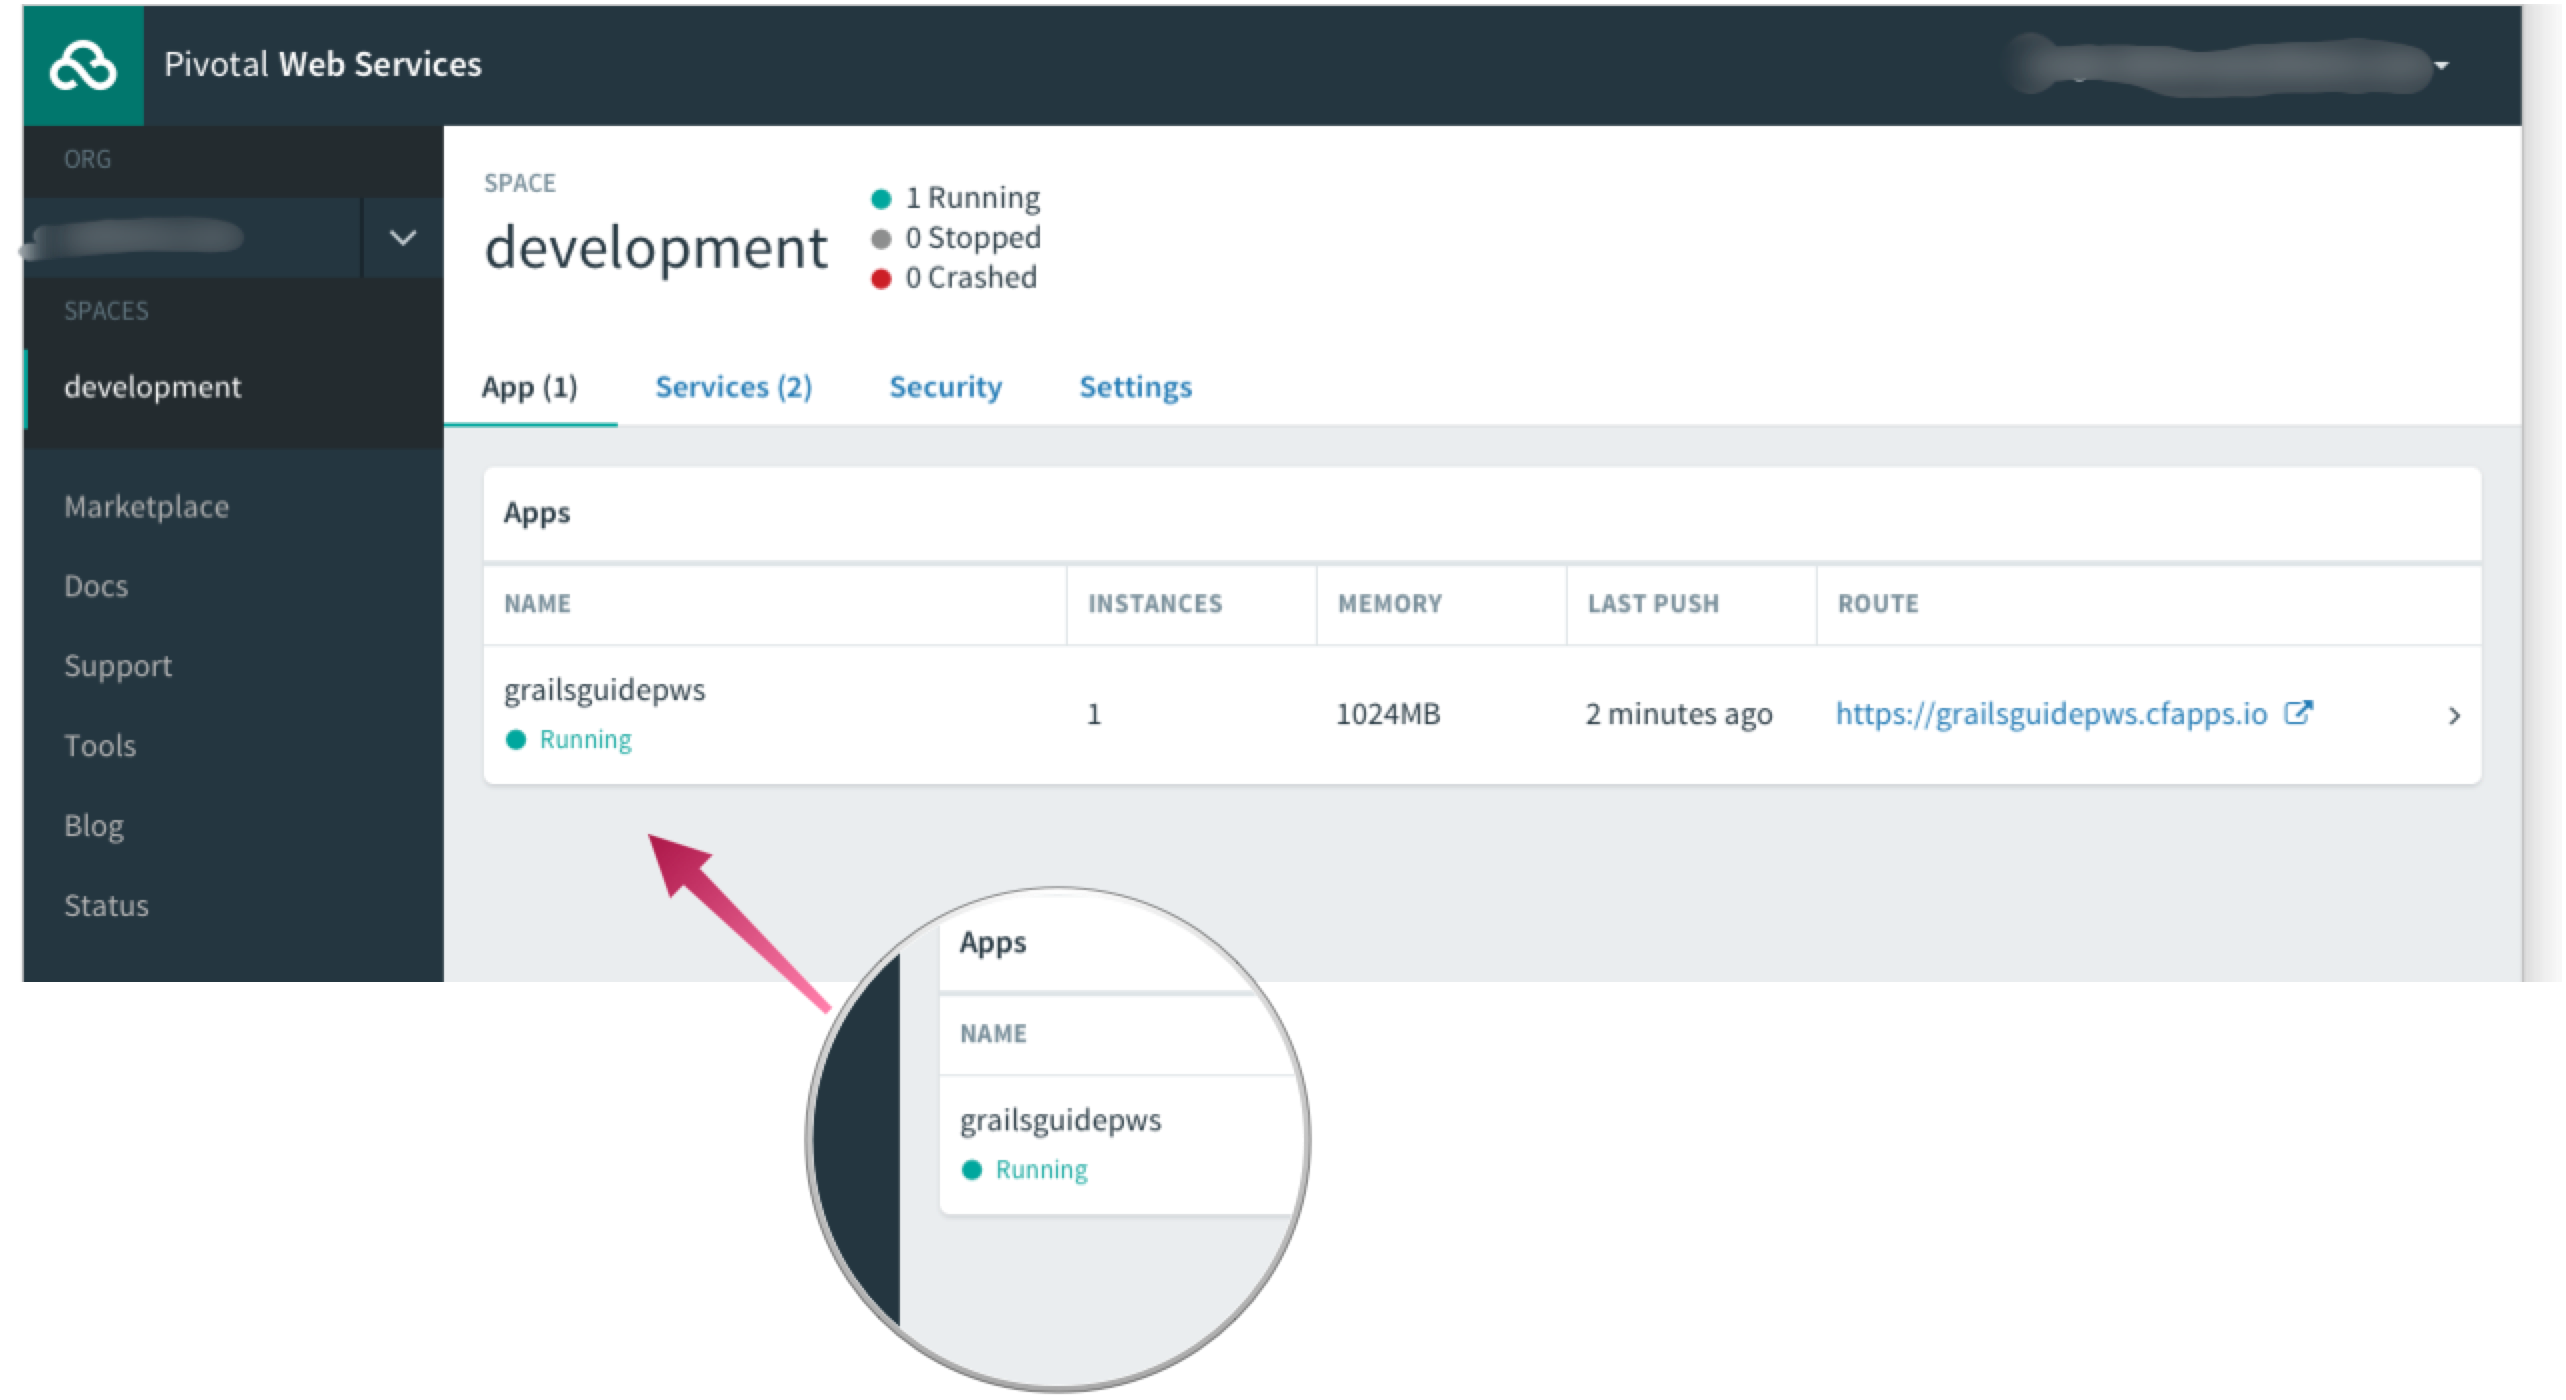 Pivotal Web Services
ORG
SPACES
development
Marketplace
Docs
Support
Tools
Blog
Status
SPACE
development
1 Running
0 Stopped
0 Crashed
App (1) Services (2) Security Settings
Apps
NAME INSTANCES MEMORY LAST PUSH ROUTE
grailsguidepws
Running
1 1024MB 2 minutes ago https://grailsguidepws.cfapps.io
Apps
NAME
grailsguidepws
Running